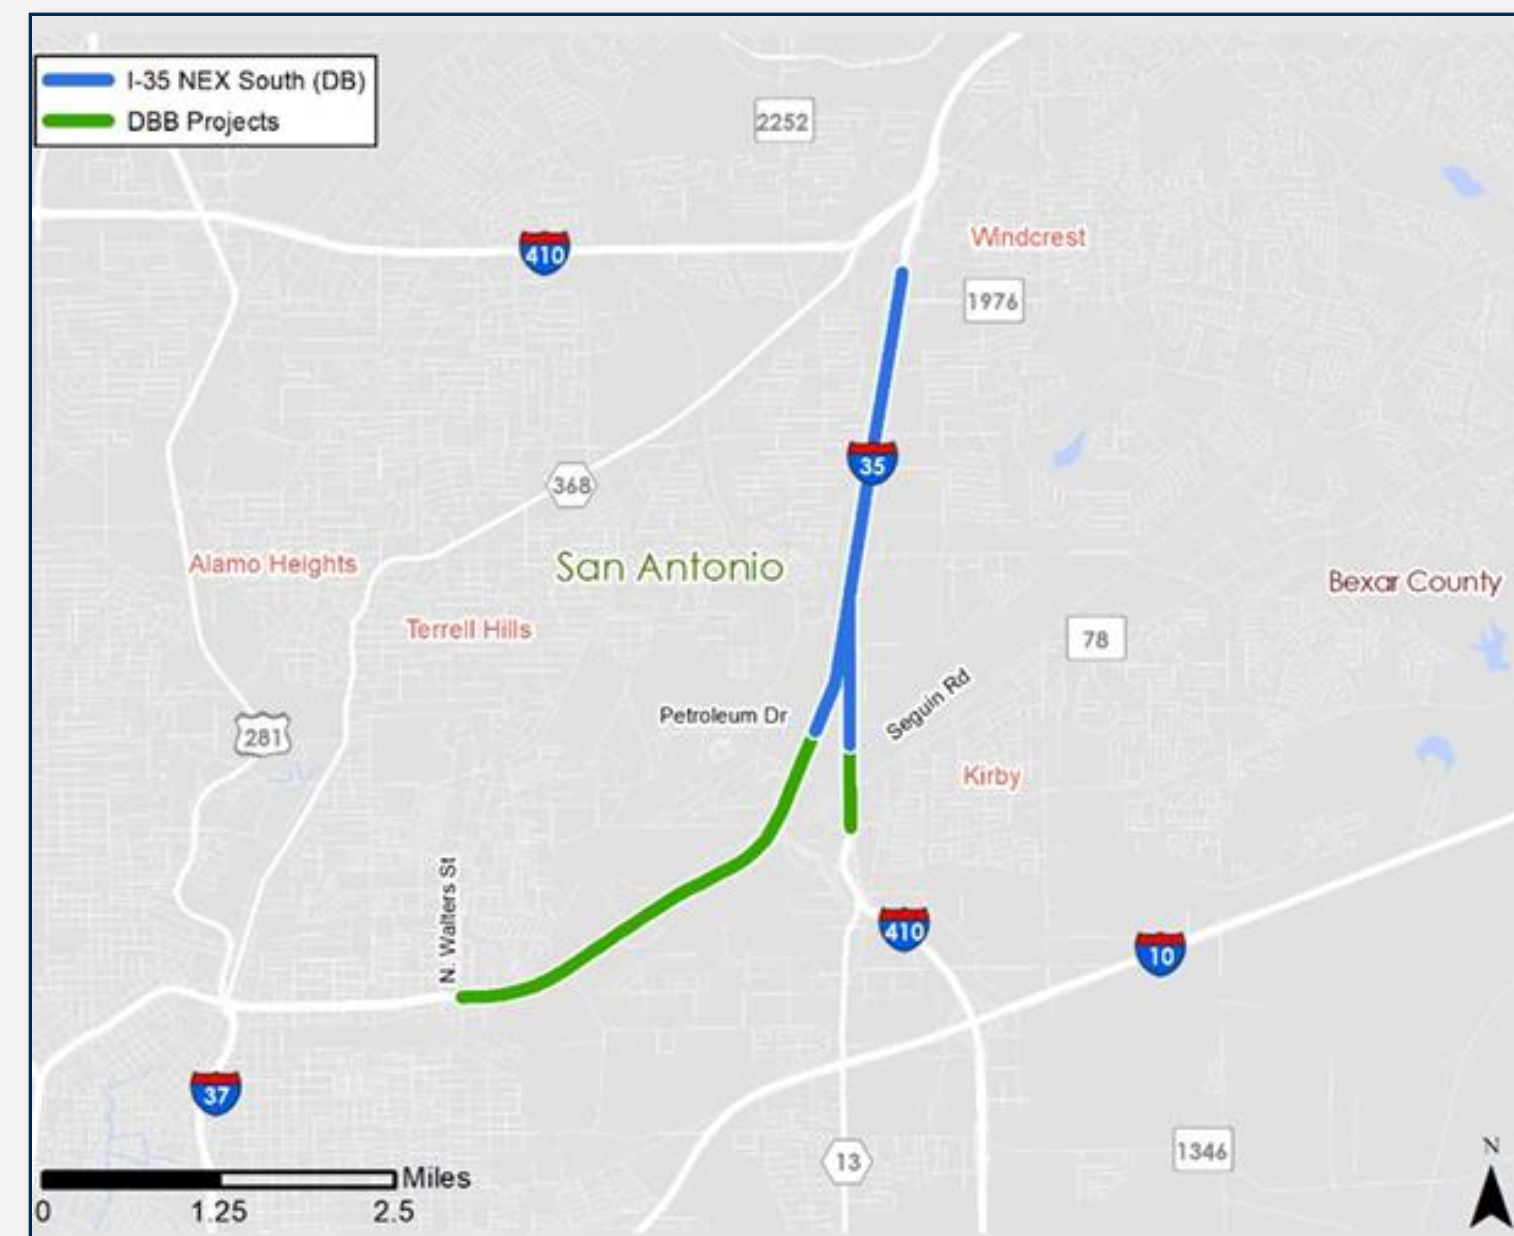 I-35 NEX South (DB)
DBB Projects
2252
410
Windcrest
1976
35
368
Alamo Heights
San Antonio
Bexar County
Terrell Hills
78
Seguin Rd
Petroleum Dr
281
Kirby
N. Walters St
410
10
37
13
1346
N
Miles
0 1.25 2.5